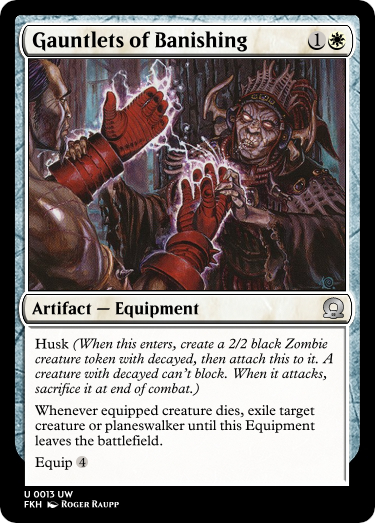 Gauntlets of Banishing 1
Artifact — Equipment
Husk (When this enters, create a 2/2 black Zombie
creature token with decayed, then attach this to it. A
creature with decayed can't block. When it attacks,
sacrifice it at end of combat.)
Whenever equipped creature dies, exile target
creature or planeswalker until this Equipment
leaves the battlefield.
Equip 4
U 0013 UW
FKH Roger Raupp